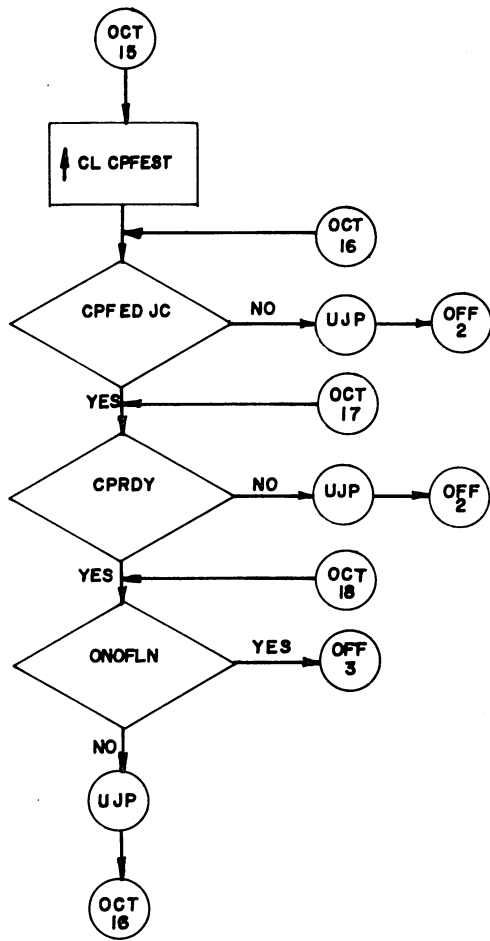 OCT
15
CL CPFEST
OCT
16
CPFED JC
NO
UJP
OFF
2
YES
OCT
17
CPRDY
NO
UJP
OFF
2
YES
OCT
18
ONOFLN
YES
OFF
3
NO
UJP
OCT
16